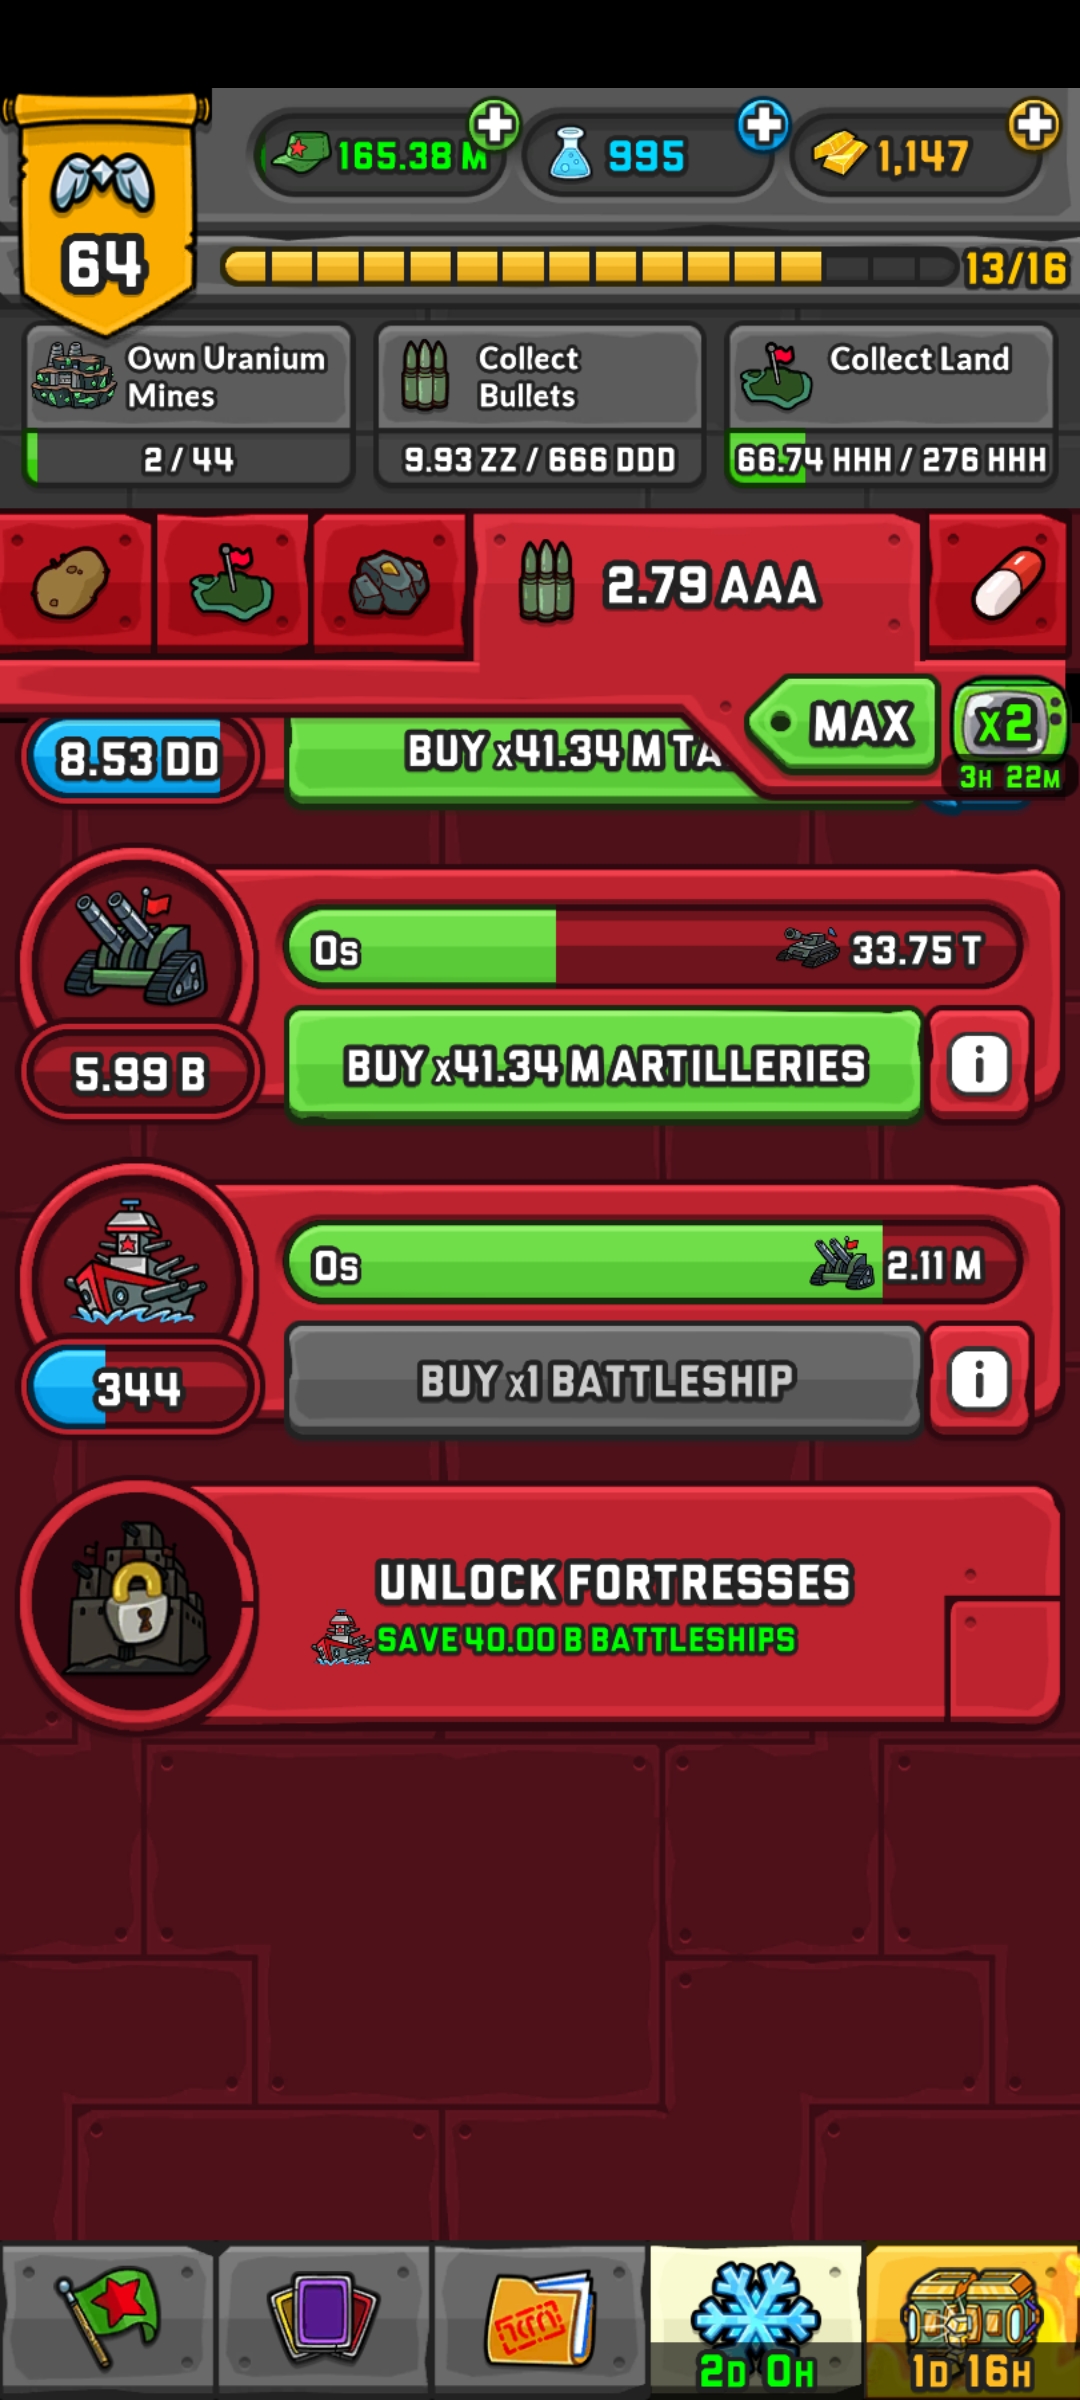 165.38 M
995
1,147
64
13/16
Own Uranium
Mines
2 / 44
Collect
Bullets
9.93 ZZ / 666 DDD
Collect Land
66.74 HHH / 276 HHH
2.79 AAA
MAX
X2
3H 22M
8.53 DD
BUY x41.34 M TA
0s
33.75 T
5.99 B
BUY x41.34 M ARTILLERIES
i
0s
2.11 M
344
BUY x1 BATTLESHIP
i
UNLOCK FORTRESSES
SAVE 40.00 B BATTLESHIPS
2D 0H
1D 16H